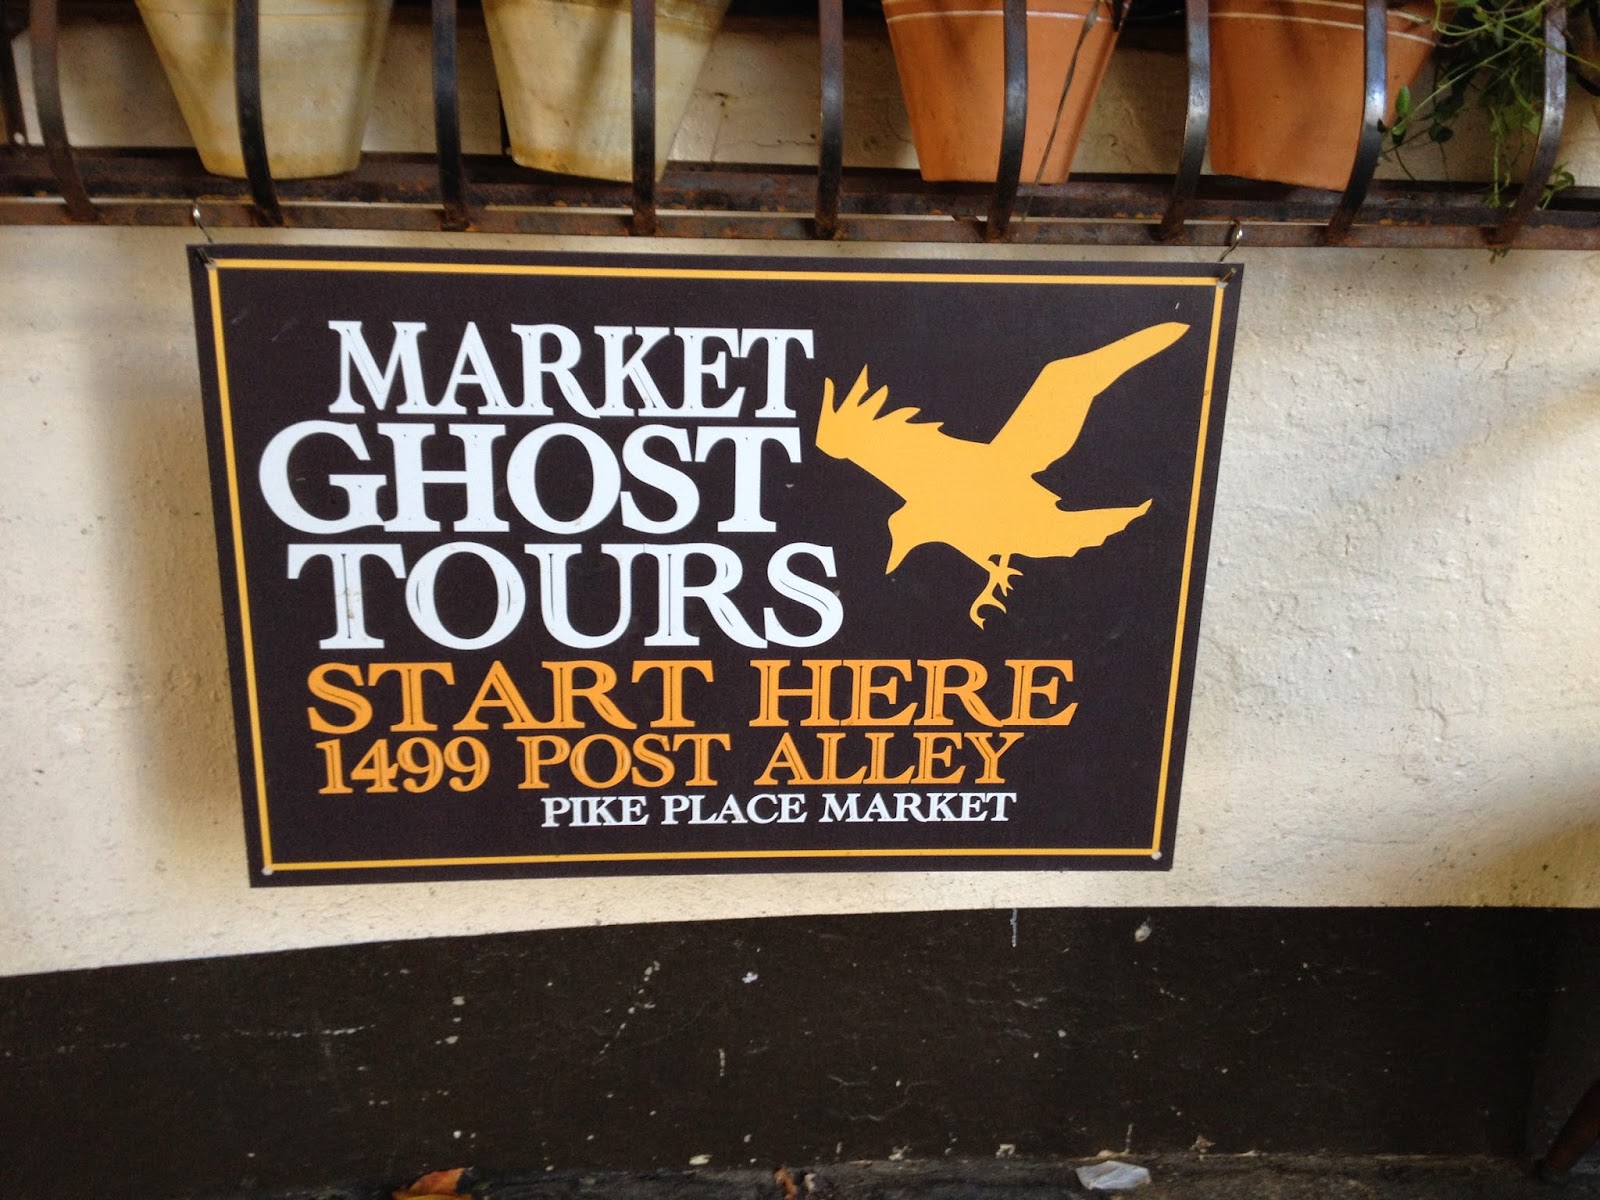 MARKET
GHOST
TOURS
START HERE
1499 POST ALLEY
PIKE PLACE MARKET